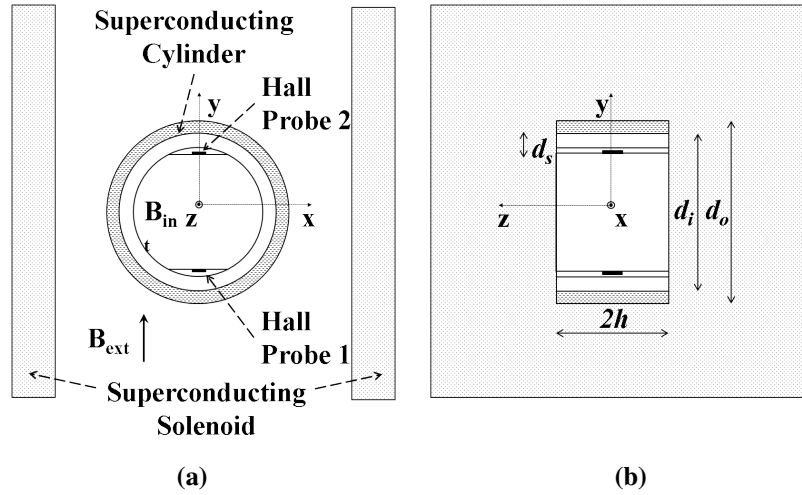 Superconducting
Cylinder
Hall
Probe 2
y
x
z
B_in
t
B_ext
Hall
Probe 1
Superconducting
Solenoid
(a)
y
z
x
d_s
d_i
d_o
2h
(b)